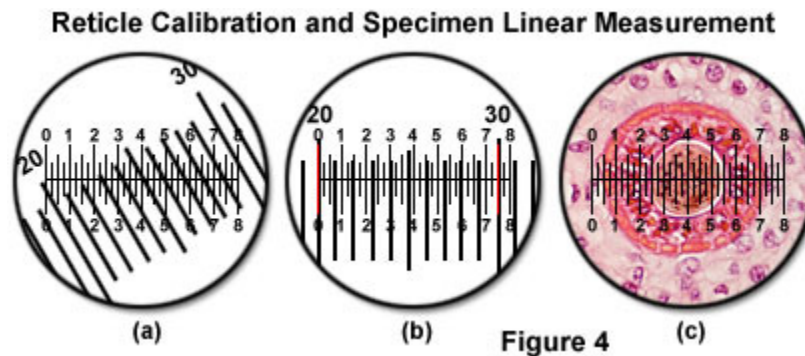 Reticle Calibration and Specimen Linear Measurement
30
20
0 1 2 3 4 5 6 7 8
0 1 2 3 4 5 6 7 8
20 30
0 1 2 3 4 5 6 7 8
0 1 2 3 4 5 6 7 8
0 1 2 3 4 5 6 7 8
0 1 2 3 4 5 6 7 8
(a) (b) (c)
Figure 4